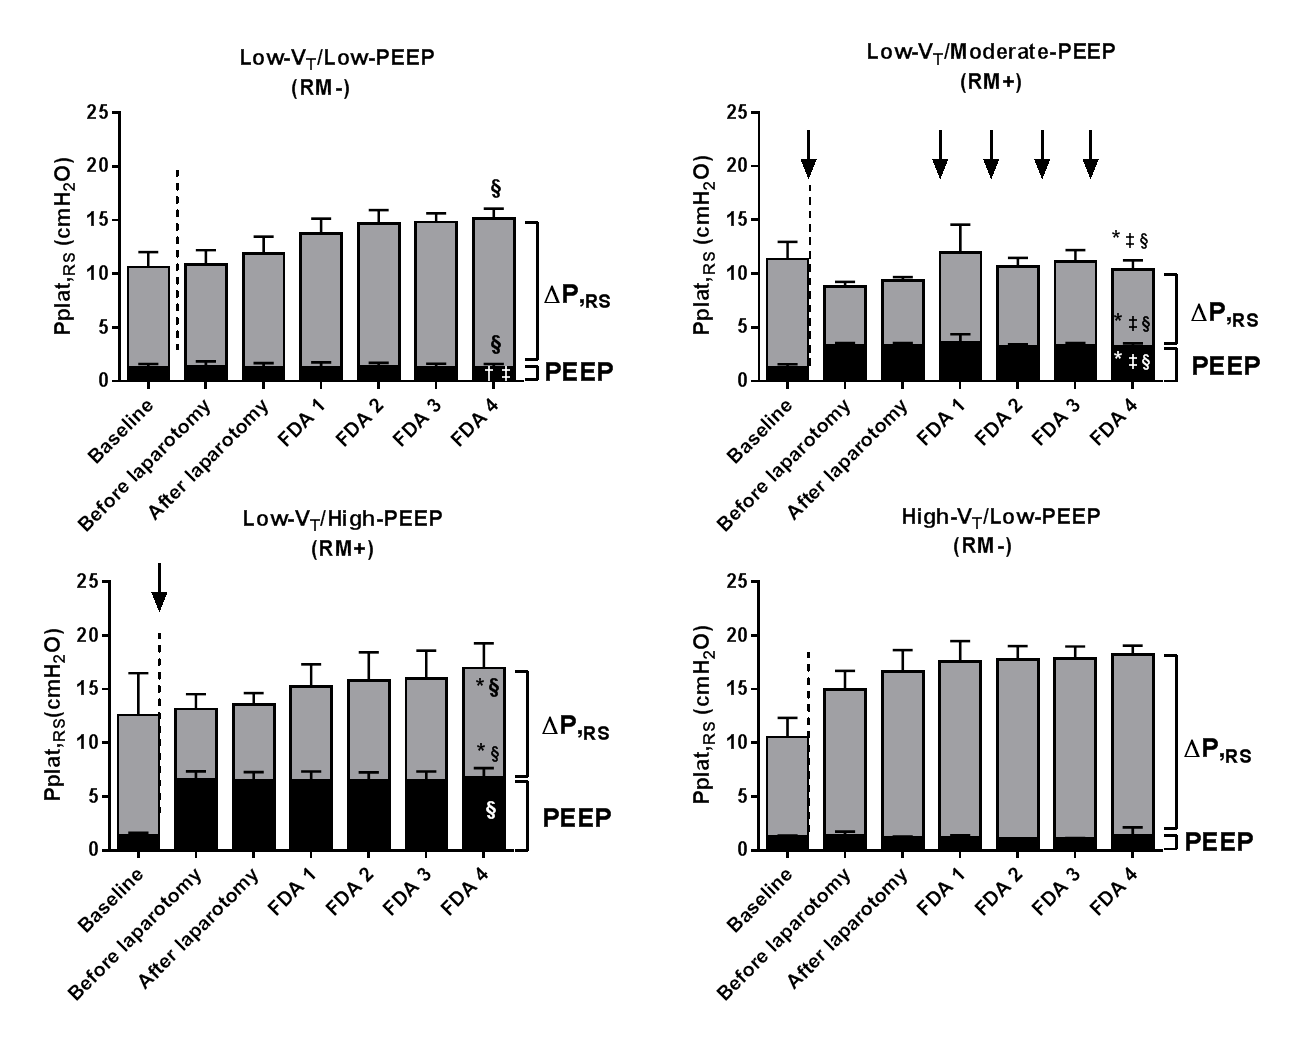 Low-VT/Low-PEEP
(RM-)
25
20
15
10
5
0
Pplat,RS (cmH2O)
§
§
† ‡
ΔP,RS
PEEP
Baseline
Before laparotomy
After laparotomy
FDA 1
FDA 2
FDA 3
FDA 4
Low-VT/Moderate-PEEP
(RM+)
25
20
15
10
5
0
Pplat,RS (cmH2O)
* ‡ §
* ‡ §
* ‡ §
ΔP,RS
PEEP
Baseline
Before laparotomy
After laparotomy
FDA 1
FDA 2
FDA 3
FDA 4
Low-VT/High-PEEP
(RM+)
25
20
15
10
5
0
Pplat,RS(cmH2O)
* §
* §
§
ΔP,RS
PEEP
Baseline
Before laparotomy
After laparotomy
FDA 1
FDA 2
FDA 3
FDA 4
High-VT/Low-PEEP
(RM-)
25
20
15
10
5
0
Pplat,RS (cmH2O)
ΔP,RS
PEEP
Baseline
Before laparotomy
After laparotomy
FDA 1
FDA 2
FDA 3
FDA 4